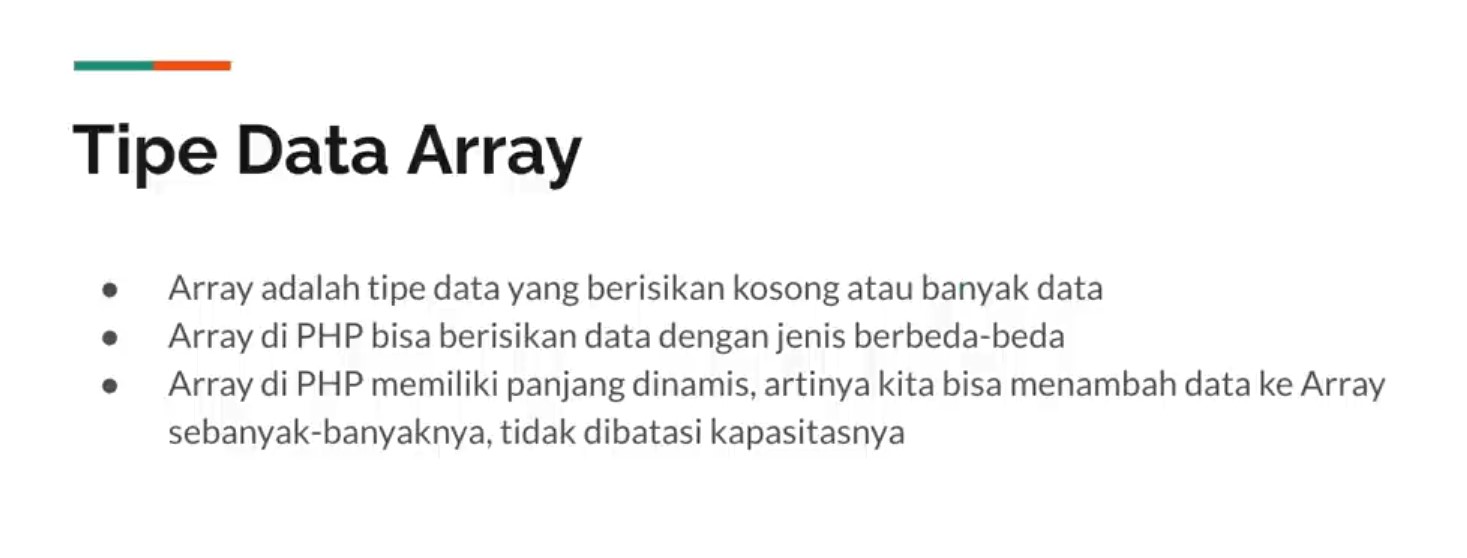 Tipe Data Array
● Array adalah tipe data yang berisikan kosong atau banyak data
● Array di PHP bisa berisikan data dengan jenis berbeda-beda
● Array di PHP memiliki panjang dinamis, artinya kita bisa menambah data ke Array
sebanyak-banyaknya, tidak dibatasi kapasitasnya